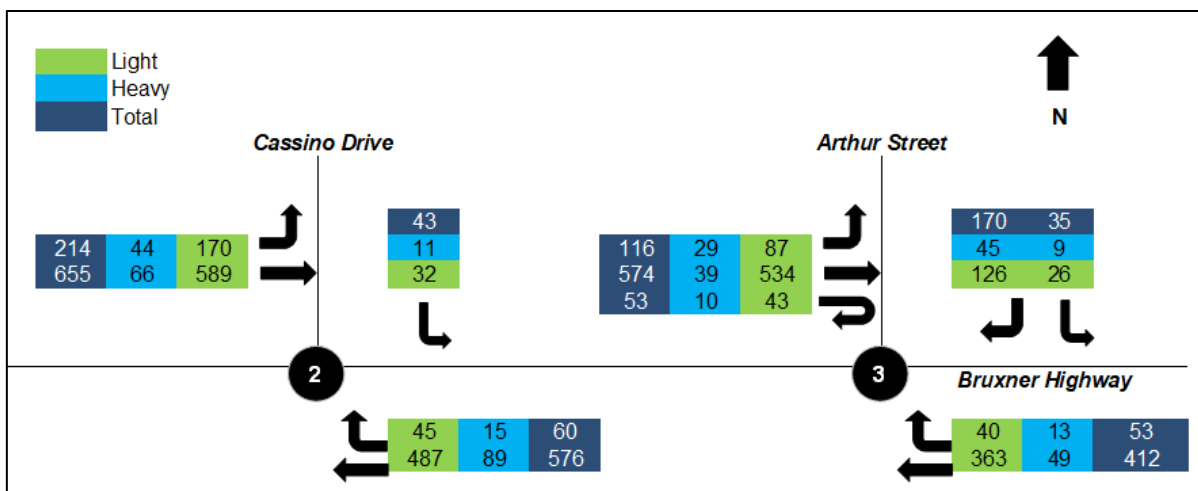 Light
Heavy
Total
N
Cassino Drive
Arthur Street
214 44 170
655 66 589
43
11
32
116 29 87
574 39 534
53 10 43
170 35
45 9
126 26
2
3
Bruxner Highway
45 15 60
487 89 576
40 13 53
363 49 412